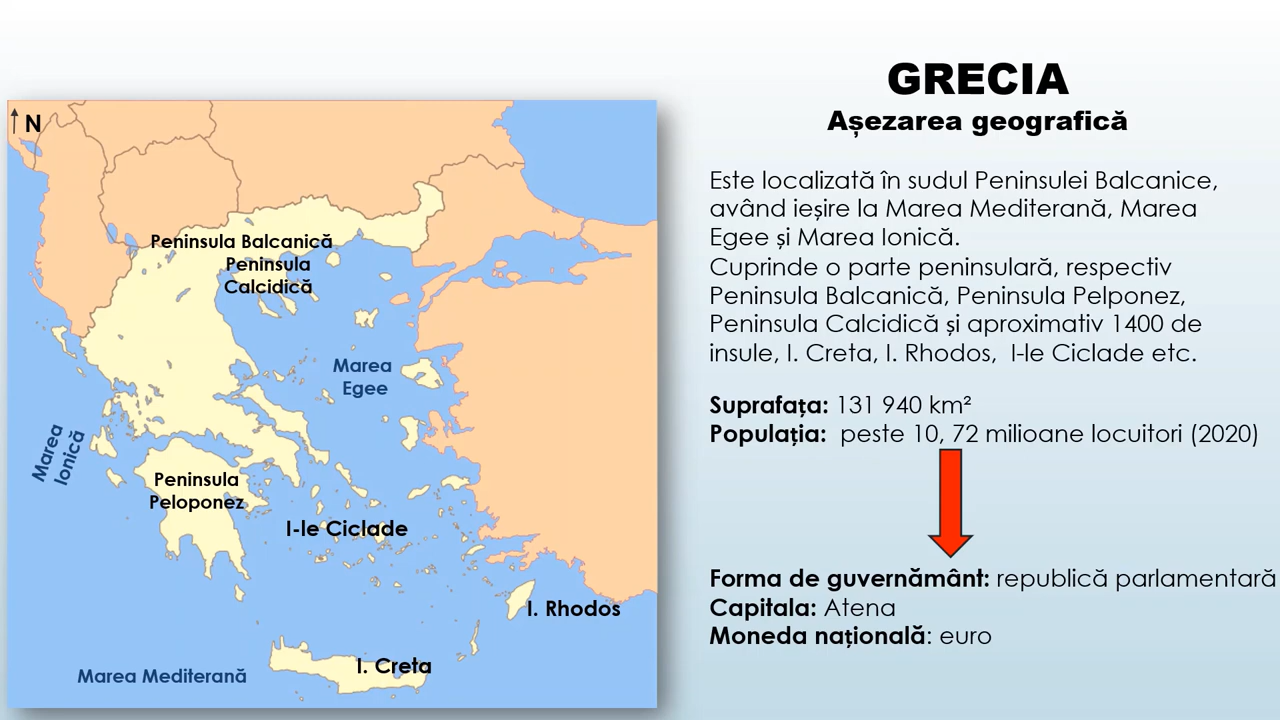 GRECIA
Așezarea geografică
Este localizată în sudul Peninsulei Balcanice,
având ieșire la Marea Mediterană, Marea
Egee și Marea Ionică.
Cuprinde o parte peninsulară, respectiv
Peninsula Balcanică, Peninsula Pelponez,
Peninsula Calcidică și aproximativ 1400 de
insule, I. Creta, I. Rhodos, I-le Ciclade etc.
Suprafața: 131 940 km²
Populația: peste 10, 72 milioane locuitori (2020)
Forma de guvernământ: republică parlamentară
Capitala: Atena
Moneda națională: euro
N
Peninsula Balcanică
Peninsula
Calcidică
Marea
Egee
Marea
Ionică
Peninsula
Peloponez
I-le Ciclade
I. Rhodos
I. Creta
Marea Mediterană